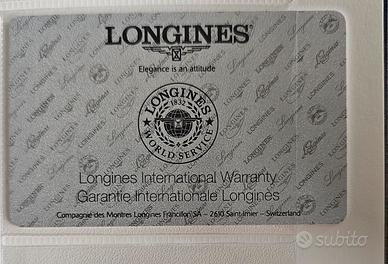 LONGINES
Elegance is an attitude
LONGINES
1832
WORLD SERVICE
Longines International Warranty
Garantie Internationale Longines
Compagnie des Montres Longines Francillon SA – 2610 Saint-Imier – Switzerland
subito